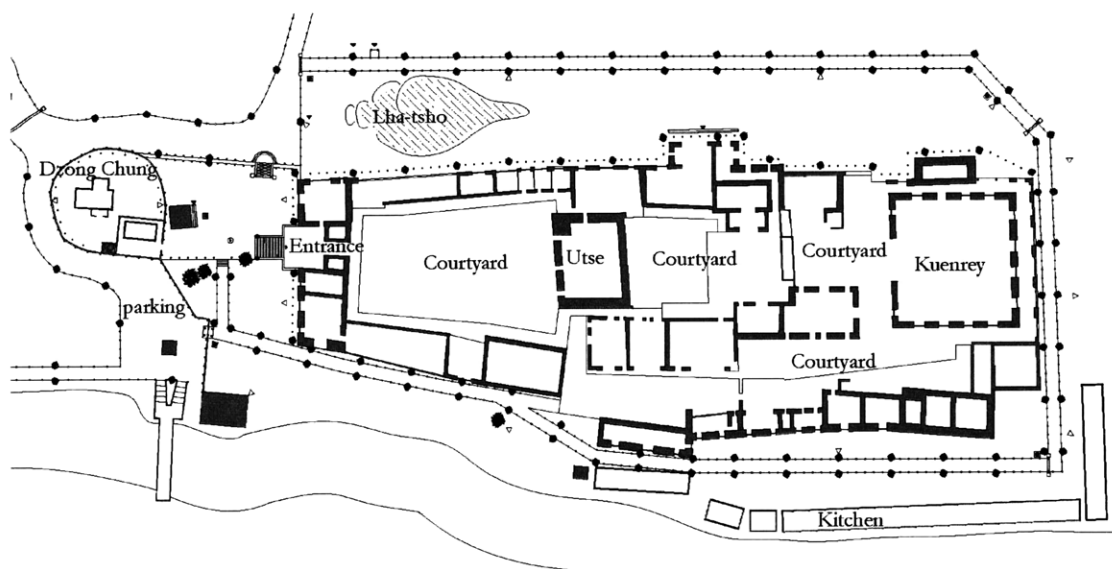 Lha-tsho
Dzong Chung
Entrance
Courtyard
Utse
Courtyard
Courtyard
Kuenrey
parking
Courtyard
Kitchen